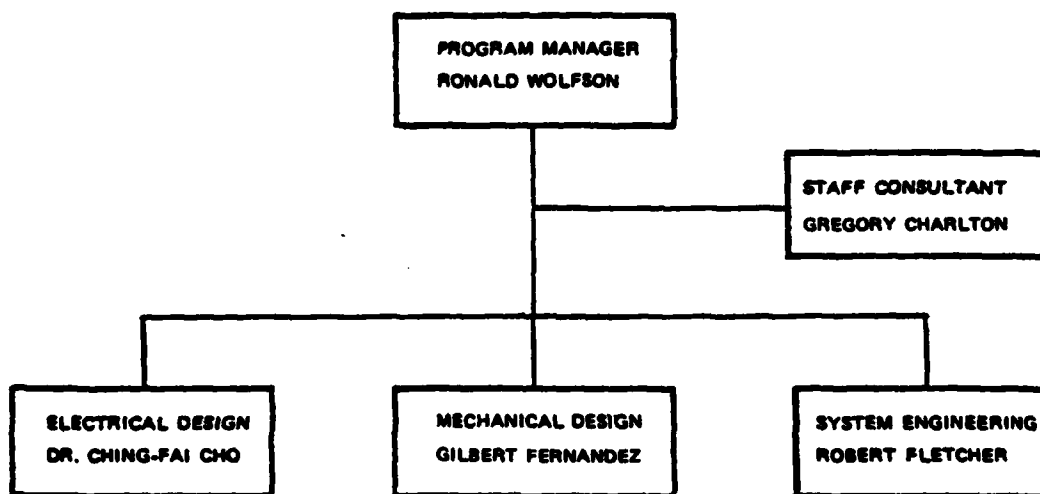 PROGRAM MANAGER
RONALD WOLFSON
STAFF CONSULTANT
GREGORY CHARLTON
ELECTRICAL DESIGN
DR. CHING-FAI CHO
MECHANICAL DESIGN
GILBERT FERNANDEZ
SYSTEM ENGINEERING
ROBERT FLETCHER